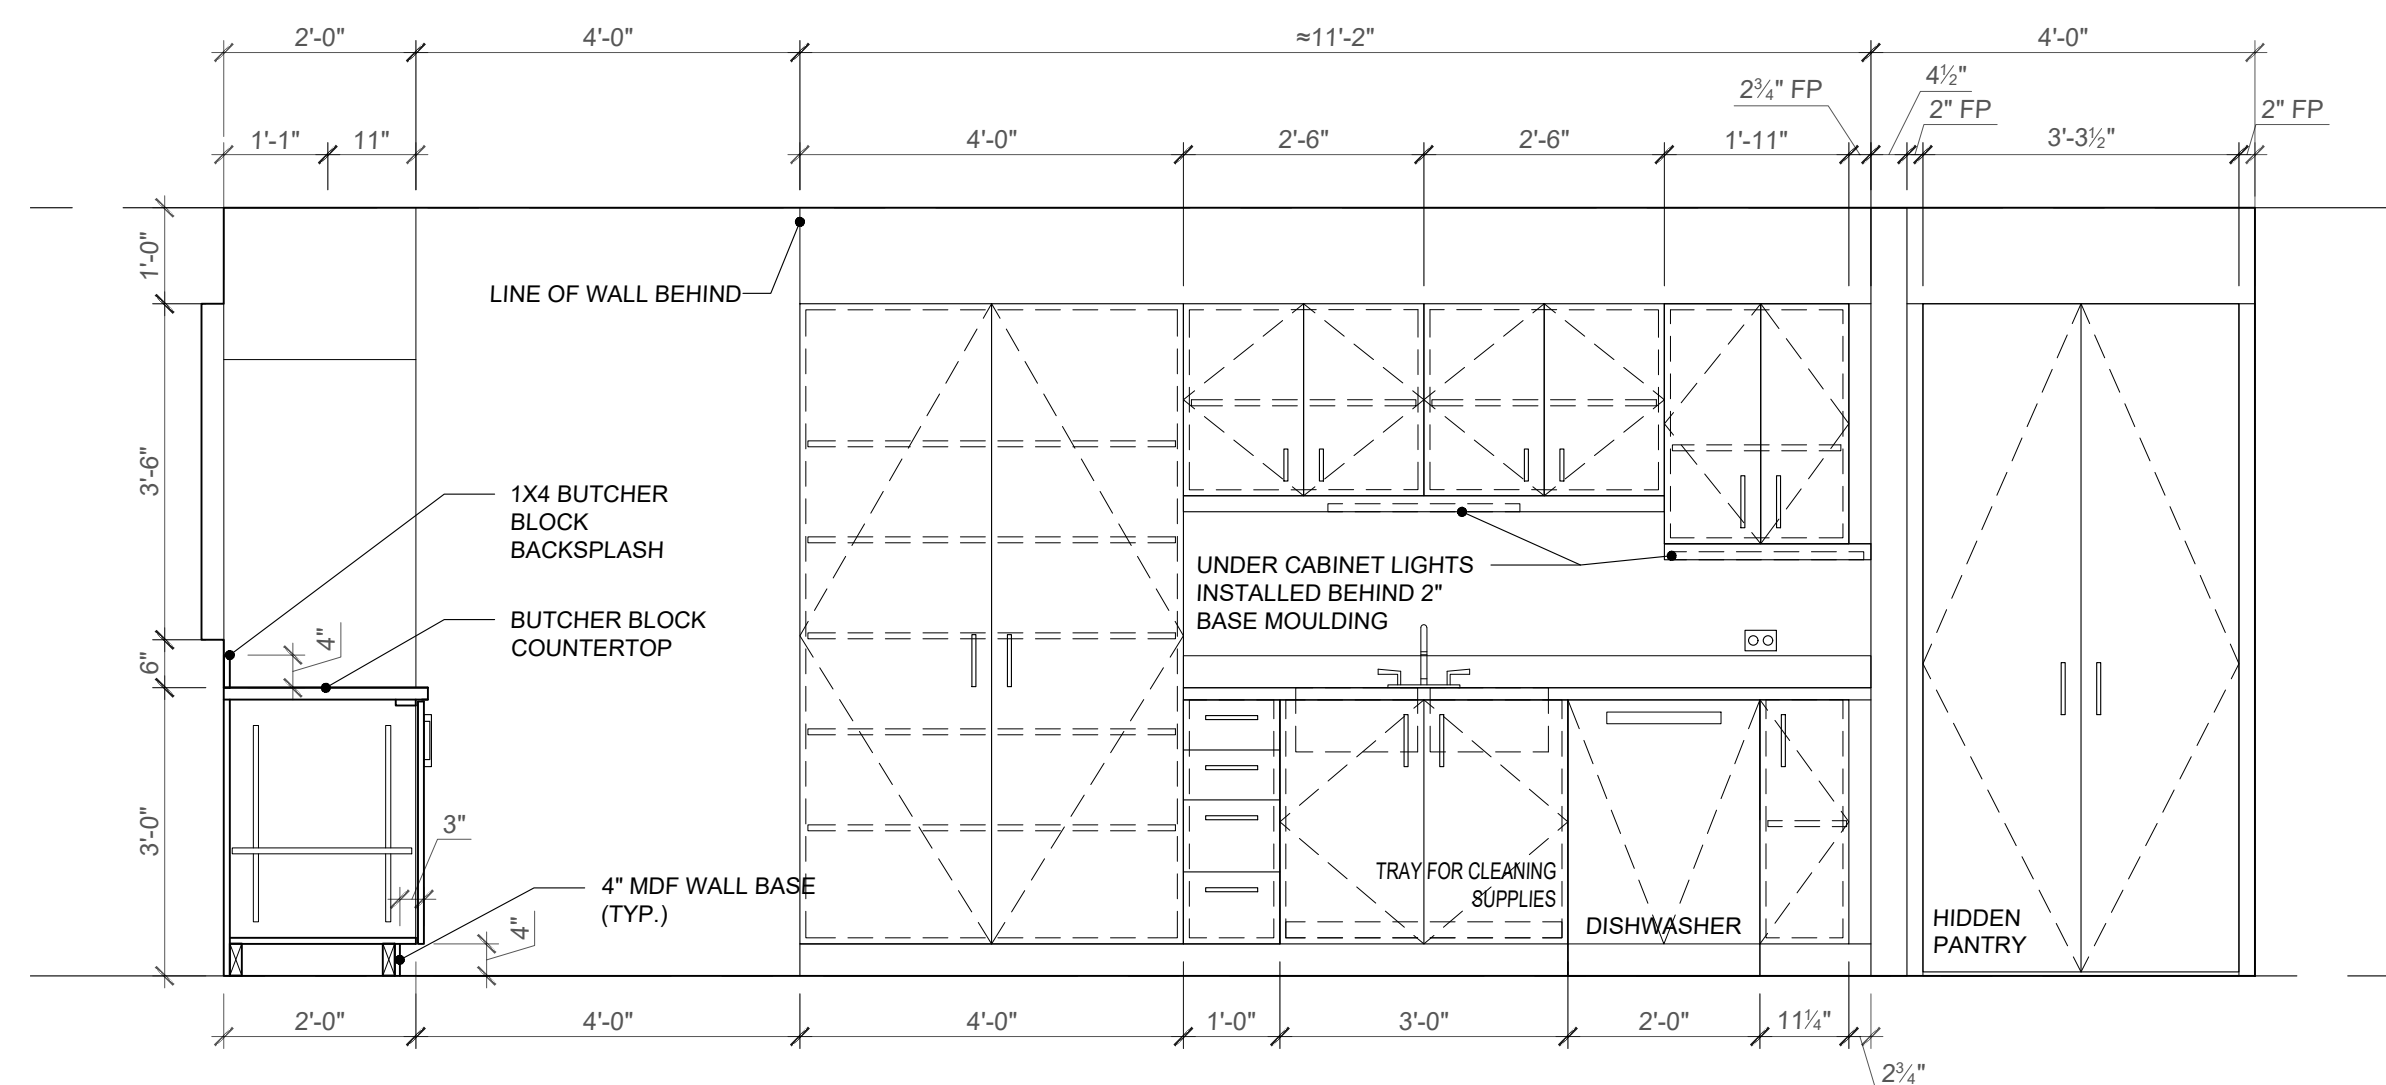 2'-0"
4'-0"
≈11'-2"
4'-0"
2¾" FP
4½"
2" FP
2" FP
1'-1"
11"
4'-0"
2'-6"
2'-6"
1'-11"
3'-3½"
1'-0"
LINE OF WALL BEHIND
3'-6"
1X4 BUTCHER
BLOCK
BACKSPLASH
UNDER CABINET LIGHTS
INSTALLED BEHIND 2"
BASE MOULDING
BUTCHER BLOCK
COUNTERTOP
4"
6"
3'-0"
3"
4" MDF WALL BASE
(TYP.)
4"
TRAY FOR CLEANING
SUPPLIES
DISHWASHER
HIDDEN
PANTRY
2'-0"
4'-0"
4'-0"
1'-0"
3'-0"
2'-0"
11¼"
2¾"